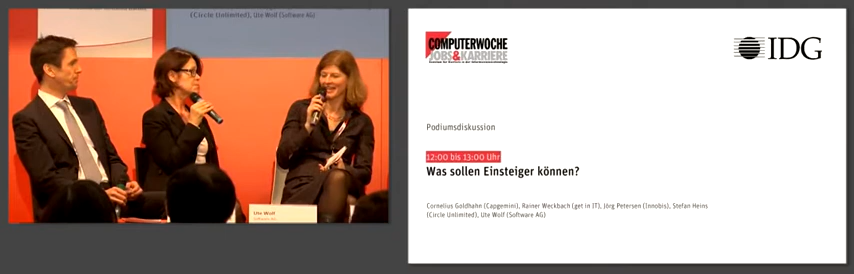 (Circle Unlimited), Ute Wolf (Software AG)
Ute Wolf
Software AG
COMPUTERWOCHE
JOBS&KARRIERE
IDG
Podiumsdiskussion
12:00 bis 13:00 Uhr
Was sollen Einsteiger können?
Cornelius Goldhahn (Capgemini), Rainer Weckbach (get in IT), Jörg Petersen (Innobis), Stefan Heins
(Circle Unlimited), Ute Wolf (Software AG)